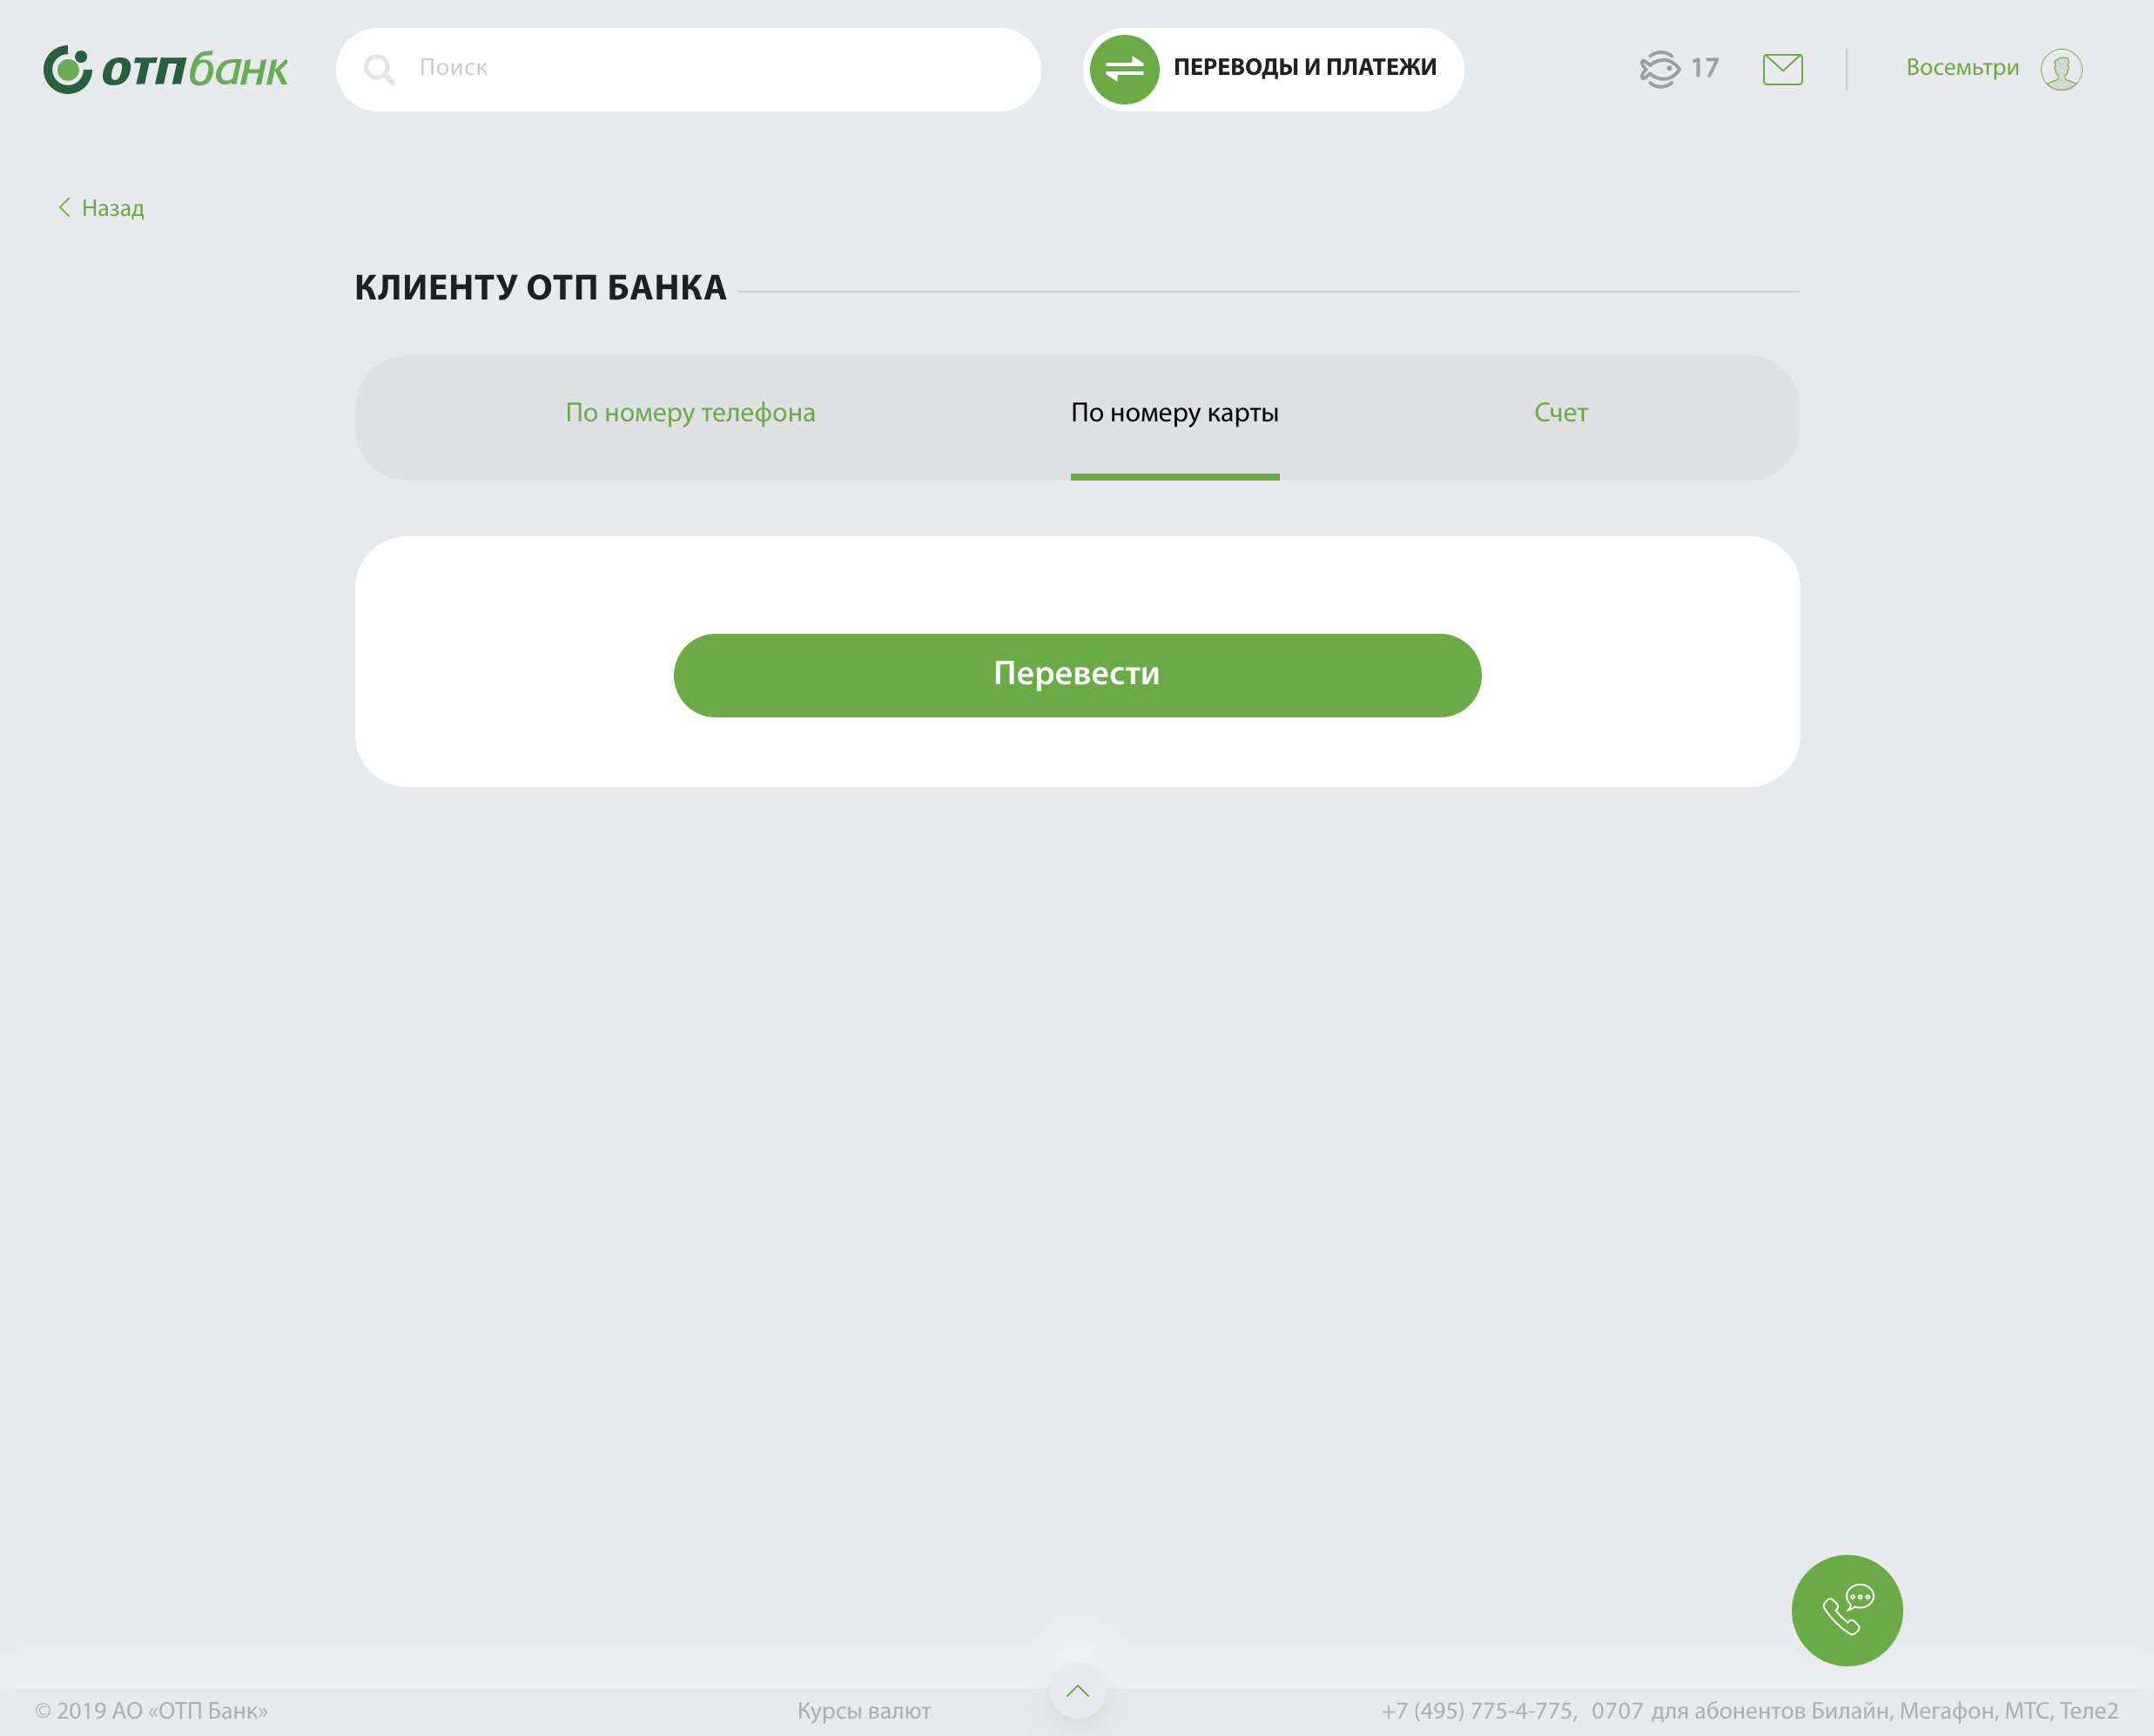 отпбанк
Поиск
ПЕРЕВОДЫ И ПЛАТЕЖИ
17
Восемьтри
Назад
КЛИЕНТУ ОТП БАНКА
По номеру телефона
По номеру карты
Счет
Перевести
© 2019 АО «ОТП Банк»
Курсы валют
+7 (495) 775-4-775, 0707 для абонентов Билайн, Мегафон, МТС, Теле2